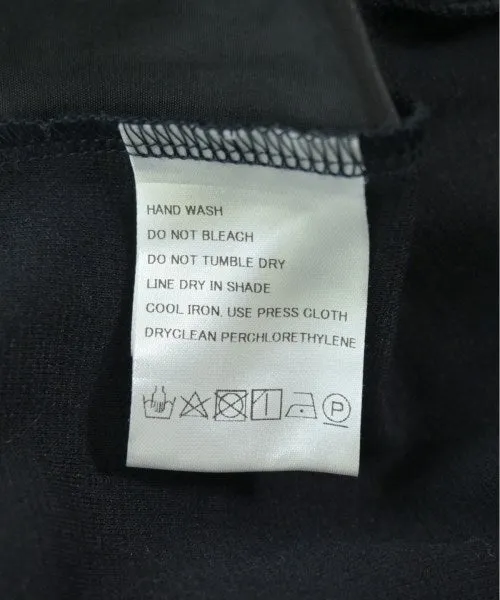 HAND WASH
DO NOT BLEACH
DO NOT TUMBLE DRY
LINE DRY IN SHADE
COOL IRON, USE PRESS CLOTH
DRYCLEAN PERCHLORETHYLENE
P